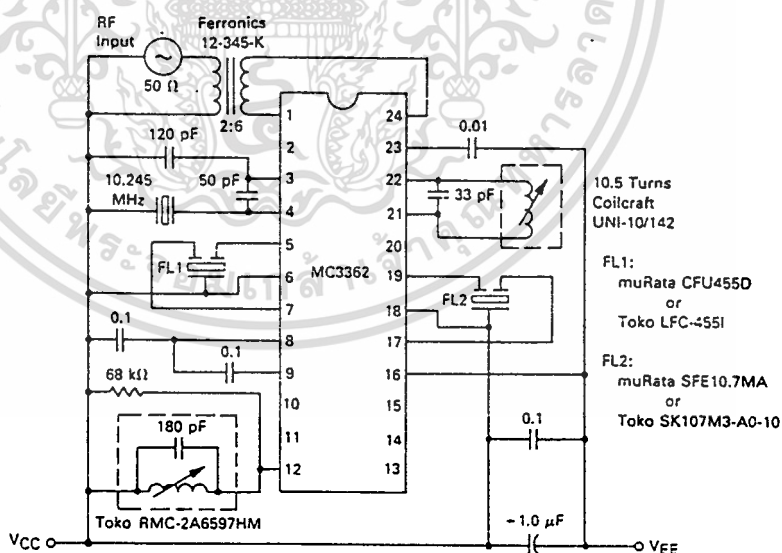 RF
Input
Ferronics
12-345-K
50 Ω
2:6
120 pF
10.245
MHz
50 pF
FL1
0.1
0.1
68 kΩ
180 pF
Toko RMC-2A6597HM
VCC
1
2
3
4
5
6
7
8
9
10
11
12
MC3362
24
23
22
21
20
19
18
17
16
15
14
13
0.01
33 pF
10.5 Turns
Coilcraft
UNI-10/142
FL2
FL1:
muRata CFU455D
or
Toko LFC-455I
FL2:
muRata SFE10.7MA
or
Toko SK107M3-A0-10
0.1
1.0 µF
VEE